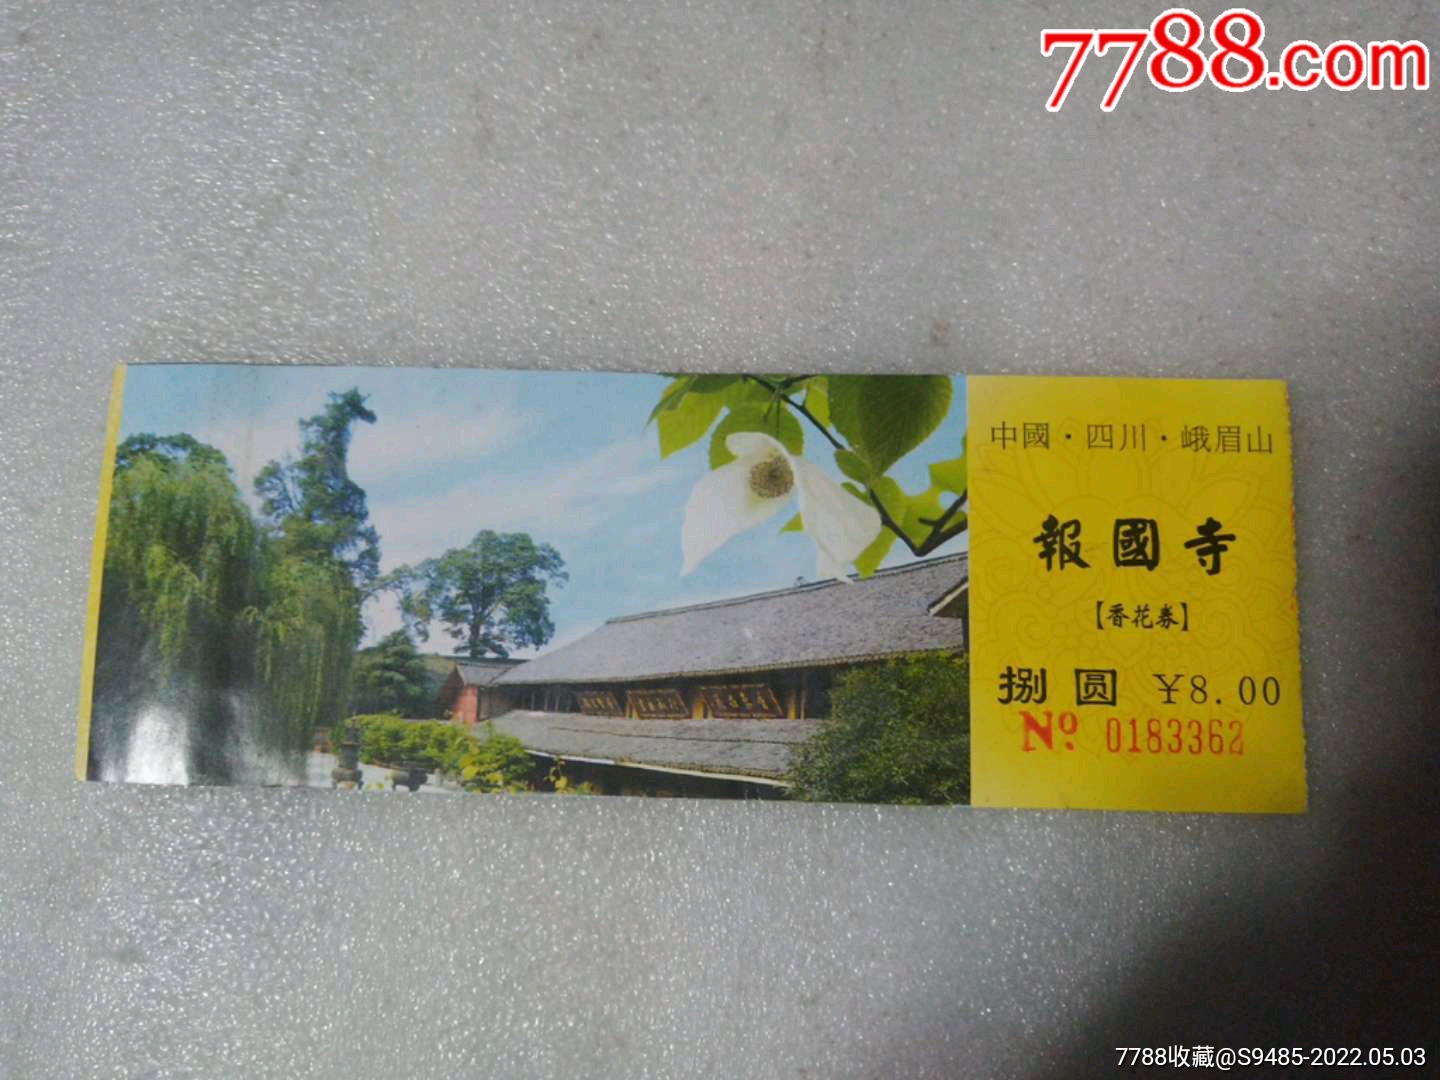 7788.com
中國·四川·峨眉山
報國寺
【香花券】
捌圆 ¥8.00
Nº 0183362
7788收藏@S9485-2022.05.03